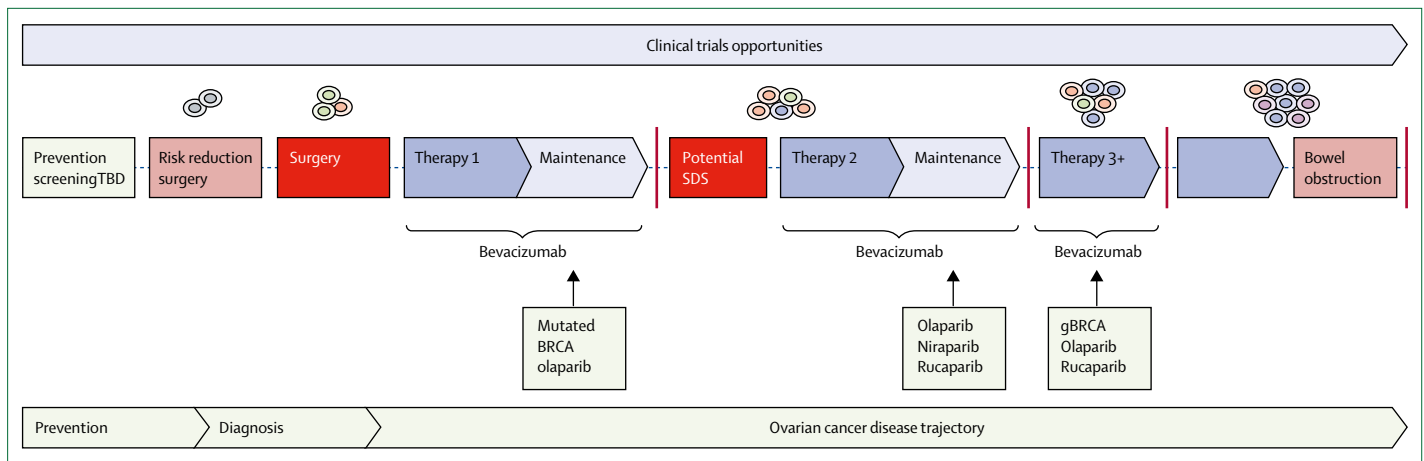 Clinical trials opportunities
Prevention
screeningTBD
Risk reduction
surgery
Surgery
Therapy 1
Maintenance
Potential
SDS
Therapy 2
Maintenance
Therapy 3+
Bowel
obstruction
Bevacizumab
Bevacizumab
Bevacizumab
Mutated
BRCA
olaparib
Olaparib
Niraparib
Rucaparib
gBRCA
Olaparib
Rucaparib
Prevention
Diagnosis
Ovarian cancer disease trajectory